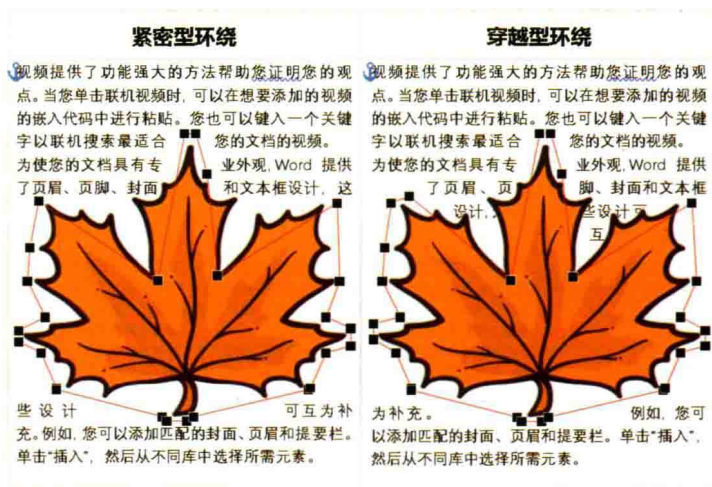 紧密型环绕
视频提供了功能强大的方法帮助您证明您的观
点。当您单击联机视频时，可以在想要添加的视频
的嵌入代码中进行粘贴。您也可以键入一个关键
字以联机搜索最适合 您的文档的视频。
为使您的文档具有专 业外观，Word 提供
了页眉、页脚、封面 和文本框设计，这
些设计 可互为补
充。例如，您可以添加匹配的封面、页眉和提要栏。
单击“插入”，然后从不同库中选择所需元素。
穿越型环绕
视频提供了功能强大的方法帮助您证明您的观
点。当您单击联机视频时，可以在想要添加的视频
的嵌入代码中进行粘贴。您也可以键入一个关键
字以联机搜索最适合 您的文档的视频。
为使您的文档具有专 业外观，Word 提供
了页眉、页 脚、封面和文本框
设计， 些设计可
互
为补充。 例如，您可
以添加匹配的封面、页眉和提要栏。单击“插入”，
然后从不同库中选择所需元素。